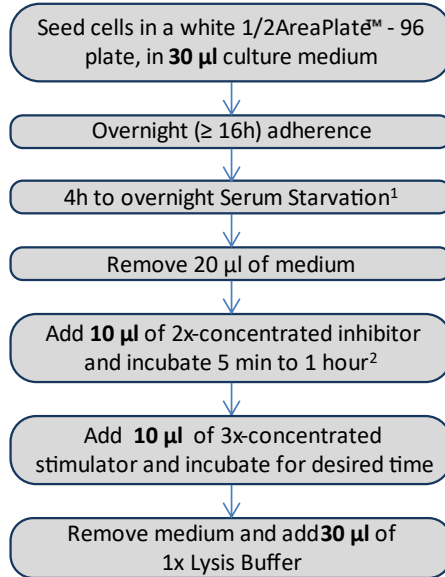 Seed cells in a white 1/2AreaPlate™ - 96
plate, in 30 µl culture medium
Overnight (≥ 16h) adherence
4h to overnight Serum Starvation¹
Remove 20 µl of medium
Add 10 µl of 2x-concentrated inhibitor
and incubate 5 min to 1 hour²
Add 10 µl of 3x-concentrated
stimulator and incubate for desired time
Remove medium and add 30 µl of
1x Lysis Buffer